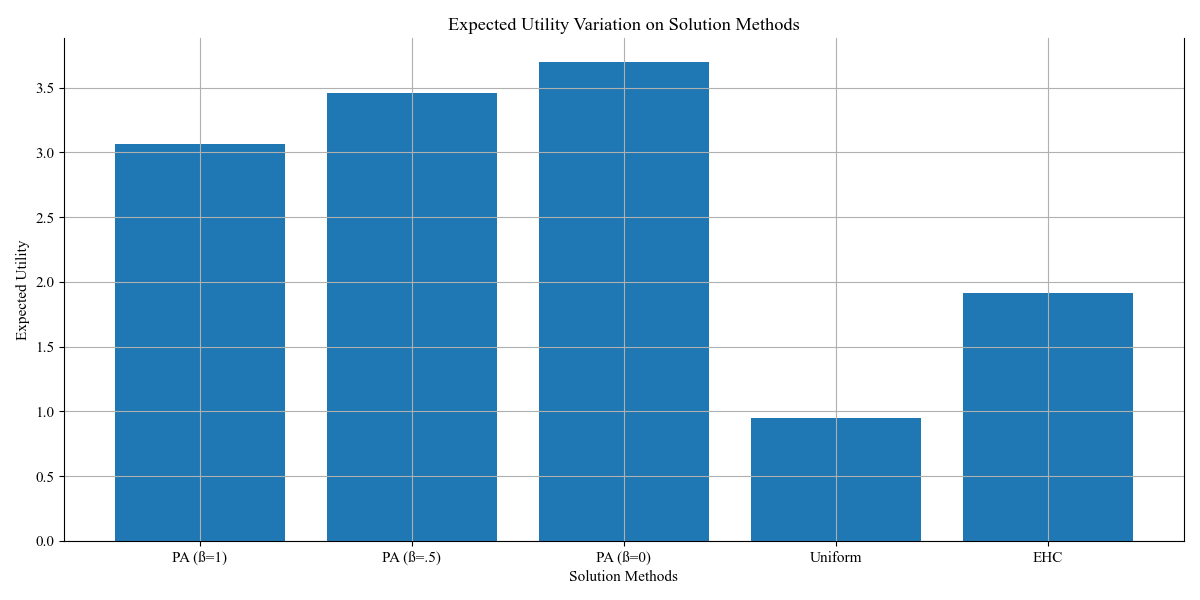 Expected Utility Variation on Solution Methods
Expected Utility
3.5
3.0
2.5
2.0
1.5
1.0
0.5
0.0
PA (ß=1) PA (ß=.5) PA (ß=0) Uniform EHC
Solution Methods